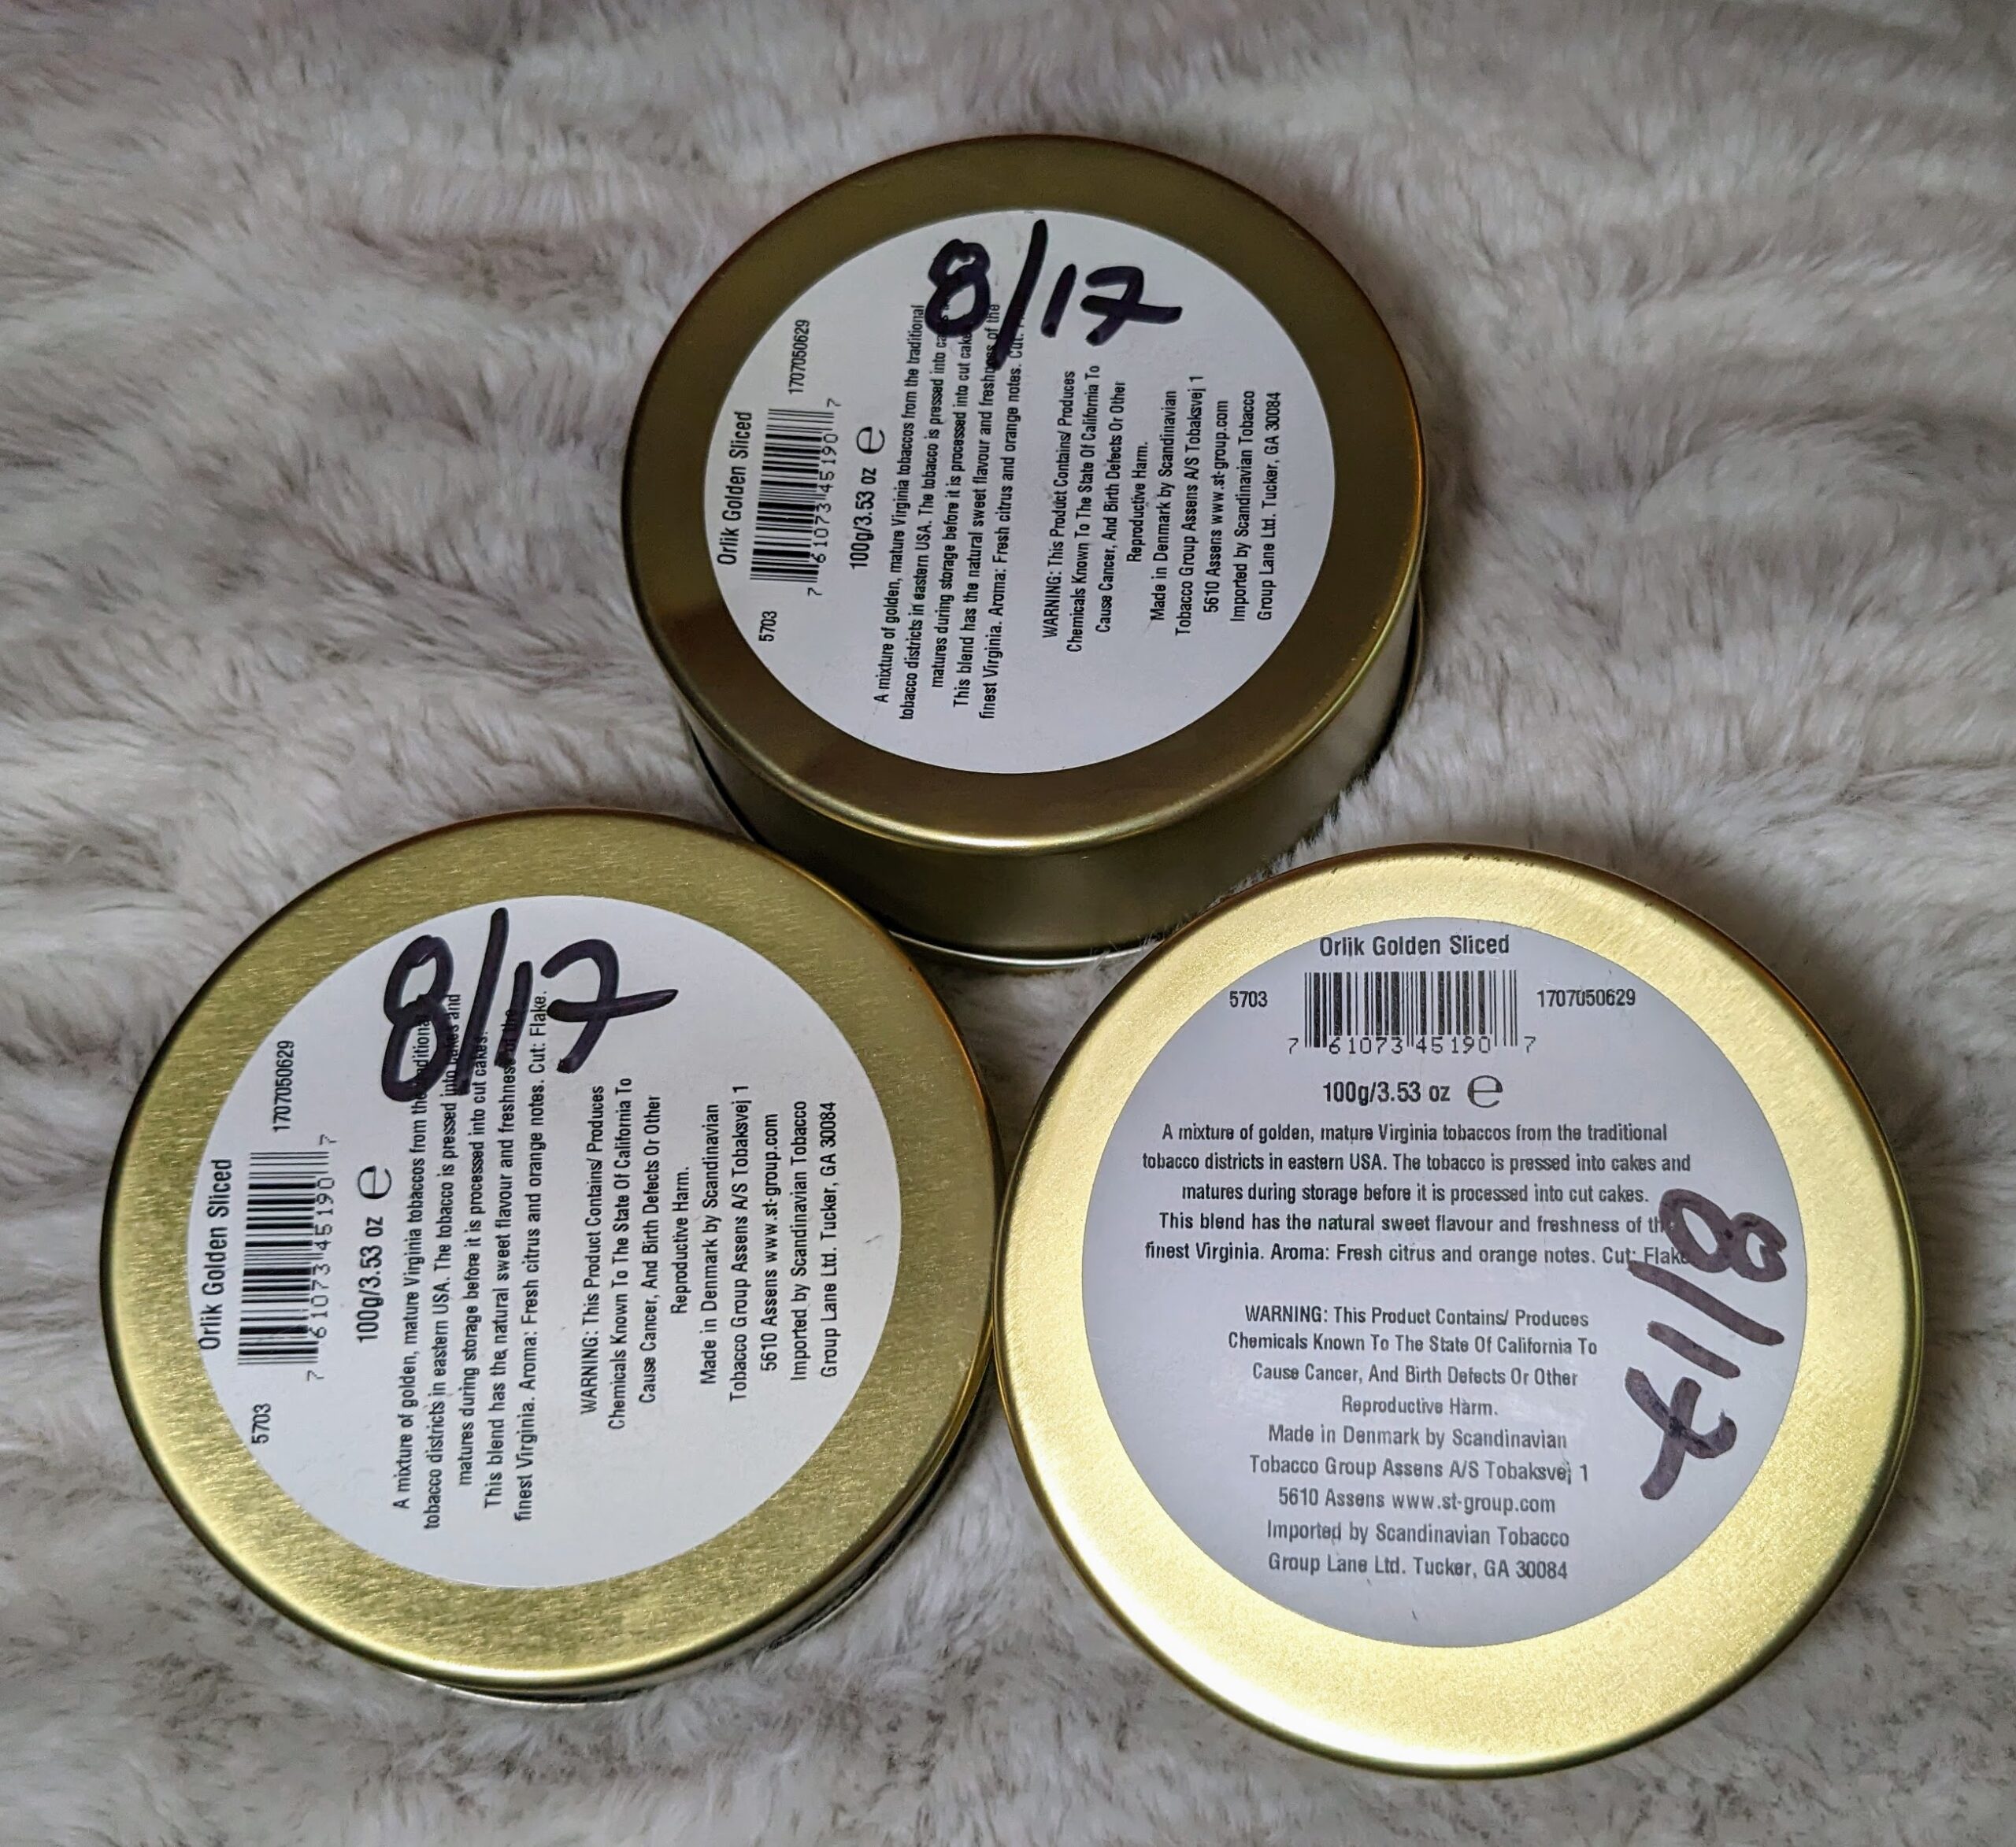 Orlik Golden Sliced
5703
1707050629
7 61073 45190 7
100g/3.53 oz e
A mixture of golden, mature Virginia tobaccos from the traditional
tobacco districts in eastern USA. The tobacco is pressed into
matures during storage before it is processed into cut
This blend has the natural sweet flavour and freshness of the
finest Virginia. Aroma: Fresh citrus and orange notes. Cut:
WARNING: This Product Contains/ Produces
Chemicals Known To The State Of California To
Cause Cancer, And Birth Defects Or Other
Reproductive Harm.
Made in Denmark by Scandinavian
Tobacco Group Assens A/S Tobaksvej 1
5610 Assens www.st-group.com
Imported by Scandinavian Tobacco
Group Lane Ltd. Tucker, GA 30084
8/17
Orlik Golden Sliced
5703
1707050629
7 61073 45190 7
100g/3.53 oz e
A mixture of golden, mature Virginia tobaccos from the traditional
tobacco districts in eastern USA. The tobacco is pressed into cakes and
matures during storage before it is processed into cut cakes.
This blend has the natural sweet flavour and freshness of the
finest Virginia. Aroma: Fresh citrus and orange notes. Cut: Flake.
WARNING: This Product Contains/ Produces
Chemicals Known To The State Of California To
Cause Cancer, And Birth Defects Or Other
Reproductive Harm.
Made in Denmark by Scandinavian
Tobacco Group Assens A/S Tobaksvej 1
5610 Assens www.st-group.com
Imported by Scandinavian Tobacco
Group Lane Ltd. Tucker, GA 30084
8/17
Orlik Golden Sliced
5703
1707050629
7 61073 45190 7
100g/3.53 oz e
A mixture of golden, mature Virginia tobaccos from the traditional
tobacco districts in eastern USA. The tobacco is pressed into cakes and
matures during storage before it is processed into cut cakes.
This blend has the natural sweet flavour and freshness of the
finest Virginia. Aroma: Fresh citrus and orange notes. Cut: Flake
WARNING: This Product Contains/ Produces
Chemicals Known To The State Of California To
Cause Cancer, And Birth Defects Or Other
Reproductive Harm.
Made in Denmark by Scandinavian
Tobacco Group Assens A/S Tobaksvej 1
5610 Assens www.st-group.com
Imported by Scandinavian Tobacco
Group Lane Ltd. Tucker, GA 30084
8/17